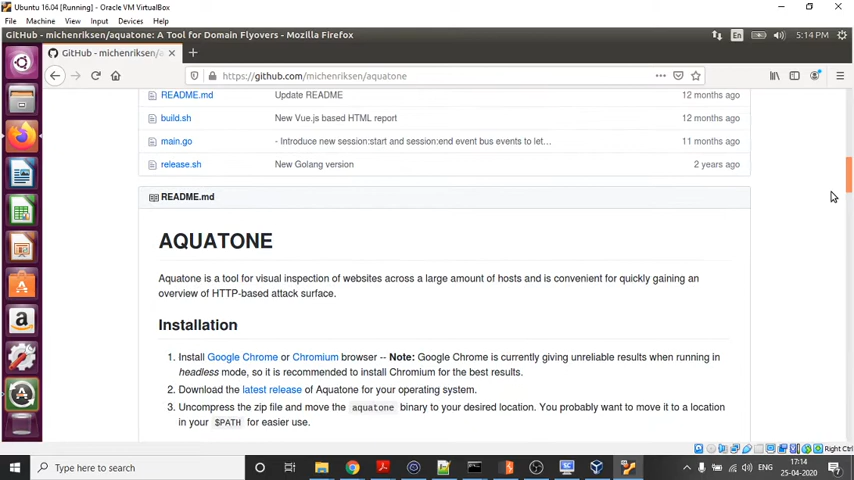 Ubuntu 16.04 [Running] - Oracle VM VirtualBox
File Machine View Input Devices Help
GitHub - michenriksen/aquatone: A Tool for Domain Flyovers - Mozilla Firefox
En
5:14 PM
GitHub - michenriksen/a
https://github.com/michenriksen/aquatone
README.md Update README 12 months ago
build.sh New Vue.js based HTML report 12 months ago
main.go - Introduce new session:start and session:end event bus events to let… 11 months ago
release.sh New Golang version 2 years ago
README.md
AQUATONE
Aquatone is a tool for visual inspection of websites across a large amount of hosts and is convenient for quickly gaining an
overview of HTTP-based attack surface.
Installation
1. Install Google Chrome or Chromium browser -- Note: Google Chrome is currently giving unreliable results when running in
headless mode, so it is recommended to install Chromium for the best results.
2. Download the latest release of Aquatone for your operating system.
3. Uncompress the zip file and move the aquatone binary to your desired location. You probably want to move it to a location
in your $PATH for easier use.
Right Ctrl
Type here to search
ENG
17:14
25-04-2020